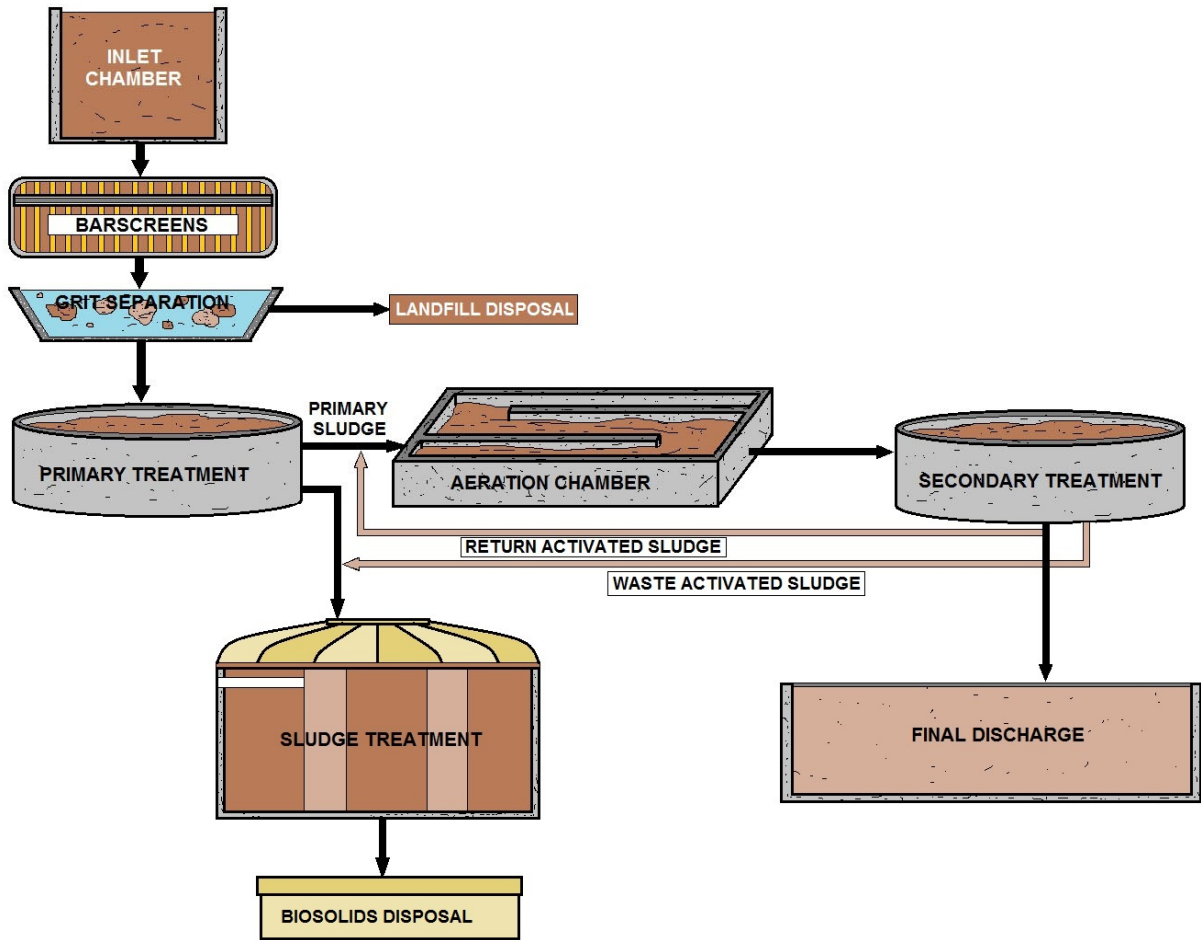 INLET
CHAMBER
BARSCREENS
GRIT SEPARATION
LANDFILL DISPOSAL
PRIMARY
SLUDGE
PRIMARY TREATMENT
AERATION CHAMBER
SECONDARY TREATMENT
RETURN ACTIVATED SLUDGE
WASTE ACTIVATED SLUDGE
SLUDGE TREATMENT
FINAL DISCHARGE
BIOSOLIDS DISPOSAL